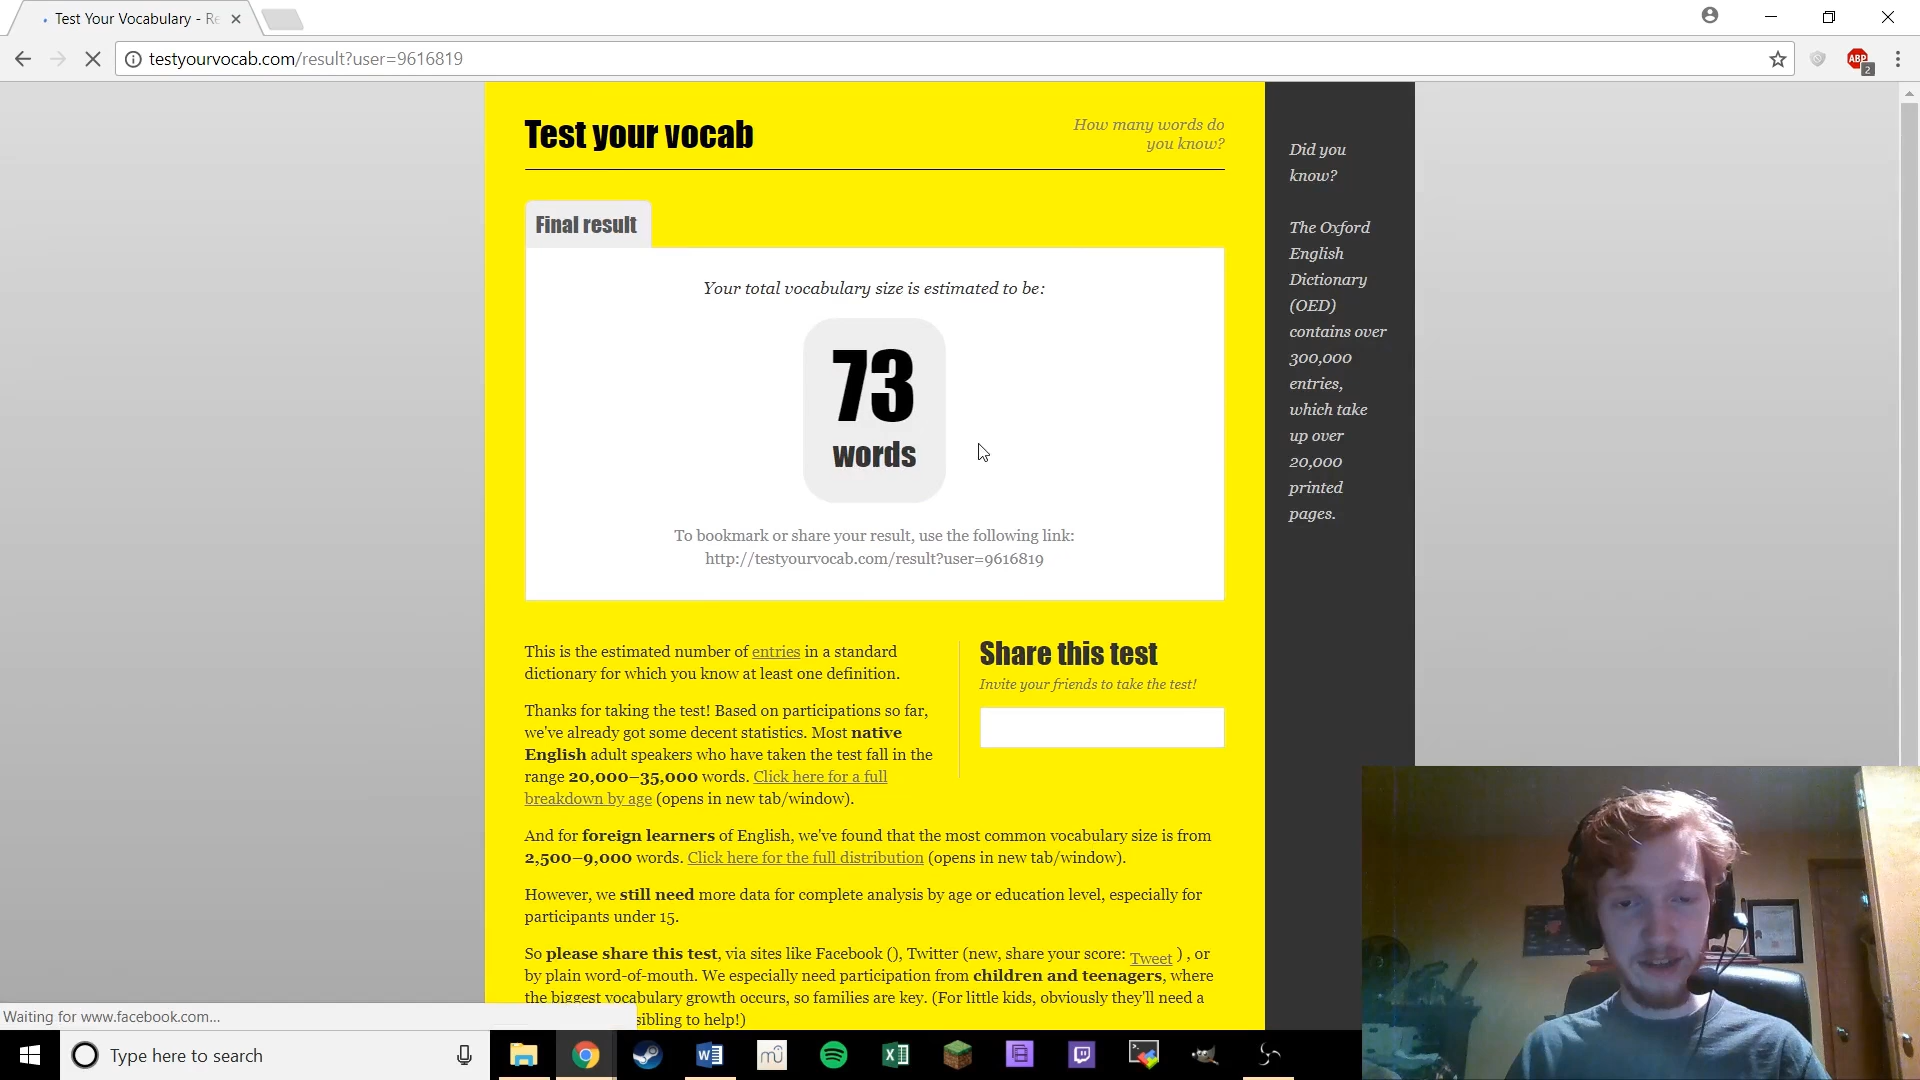 Test Your Vocabulary - Re
testyourvocab.com/result?user=9616819
ABP
2
Test your vocab
How many words do
you know?
Final result
Your total vocabulary size is estimated to be:
73
words
To bookmark or share your result, use the following link:
http://testyourvocab.com/result?user=9616819
This is the estimated number of entries in a standard
dictionary for which you know at least one definition.
Thanks for taking the test! Based on participations so far,
we've already got some decent statistics. Most native
English adult speakers who have taken the test fall in the
range 20,000–35,000 words. Click here for a full
breakdown by age (opens in new tab/window).
Share this test
Invite your friends to take the test!
And for foreign learners of English, we've found that the most common vocabulary size is from
2,500–9,000 words. Click here for the full distribution (opens in new tab/window).
However, we still need more data for complete analysis by age or education level, especially for
participants under 15.
So please share this test, via sites like Facebook (), Twitter (new, share your score: Tweet ) , or
by plain word-of-mouth. We especially need participation from children and teenagers, where
the biggest vocabulary growth occurs, so families are key. (For little kids, obviously they'll need a
sibling to help!)
Did you
know?
The Oxford
English
Dictionary
(OED)
contains over
300,000
entries,
which take
up over
20,000
printed
pages.
Waiting for www.facebook.com...
Type here to search